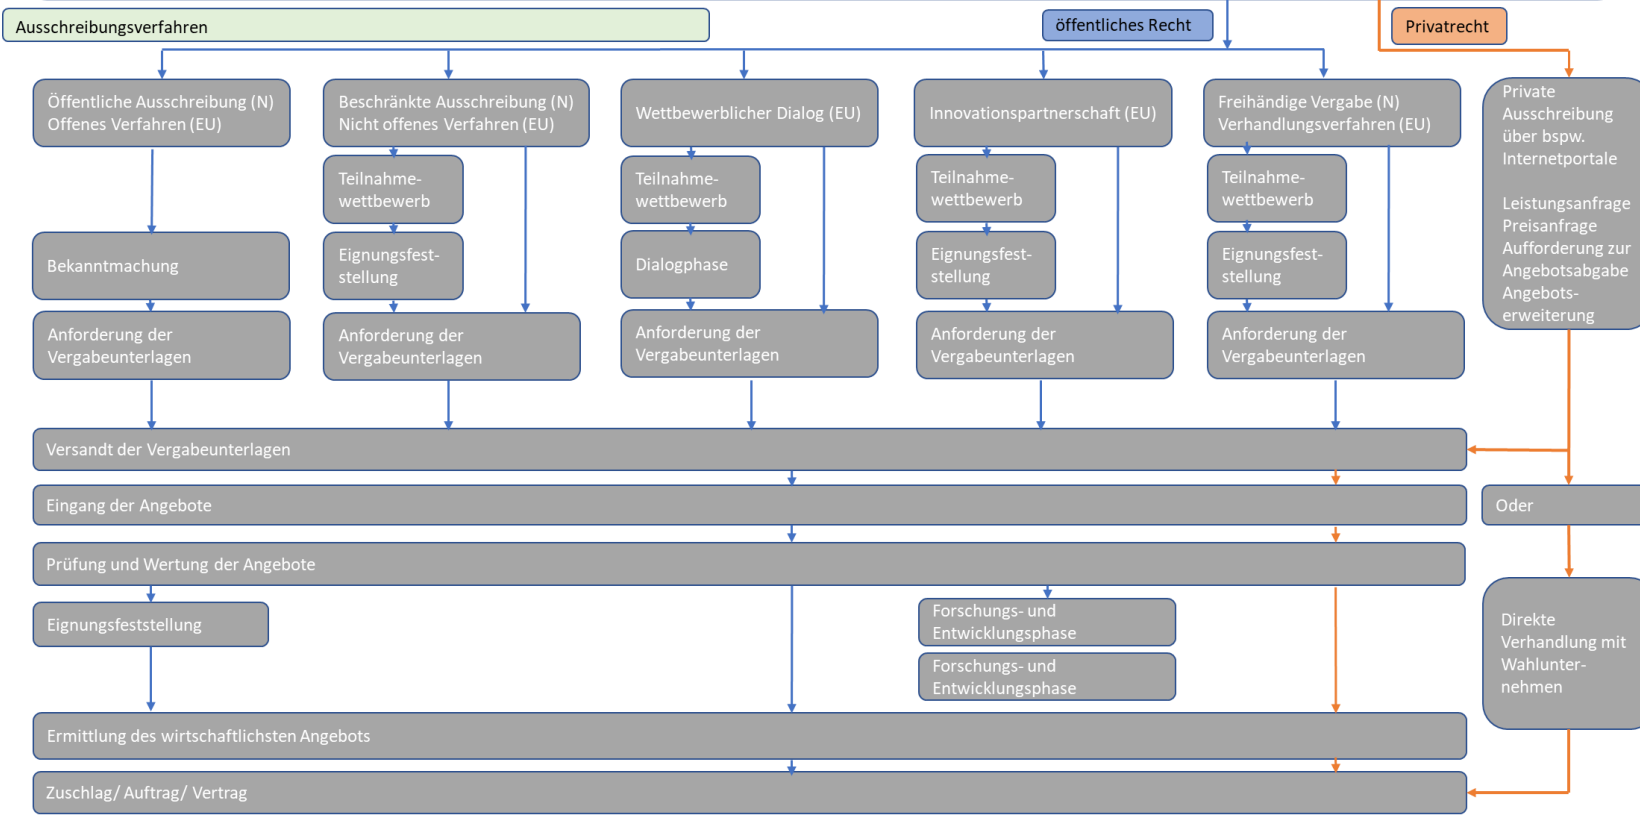 Ausschreibungsverfahren
öffentliches Recht
Privatrecht
Öffentliche Ausschreibung (N)
Offenes Verfahren (EU)
Beschränkte Ausschreibung (N)
Nicht offenes Verfahren (EU)
Wettbewerblicher Dialog (EU)
Innovationspartnerschaft (EU)
Freihändige Vergabe (N)
Verhandlungsverfahren (EU)
Private
Ausschreibung
über bspw.
Internetportale
Leistungsanfrage
Preisanfrage
Aufforderung zur
Angebotsabgabe
Angebots-
erweiterung
Teilnahme-
wettbewerb
Teilnahme-
wettbewerb
Teilnahme-
wettbewerb
Teilnahme-
wettbewerb
Bekanntmachung
Eignungsfest-
stellung
Dialogphase
Eignungsfest-
stellung
Eignungsfest-
stellung
Anforderung der
Vergabeunterlagen
Anforderung der
Vergabeunterlagen
Anforderung der
Vergabeunterlagen
Anforderung der
Vergabeunterlagen
Anforderung der
Vergabeunterlagen
Versandt der Vergabeunterlagen
Eingang der Angebote
Oder
Prüfung und Wertung der Angebote
Eignungsfeststellung
Forschungs- und
Entwicklungsphase
Forschungs- und
Entwicklungsphase
Direkte
Verhandlung mit
Wahlunter-
nehmen
Ermittlung des wirtschaftlichsten Angebots
Zuschlag/ Auftrag/ Vertrag